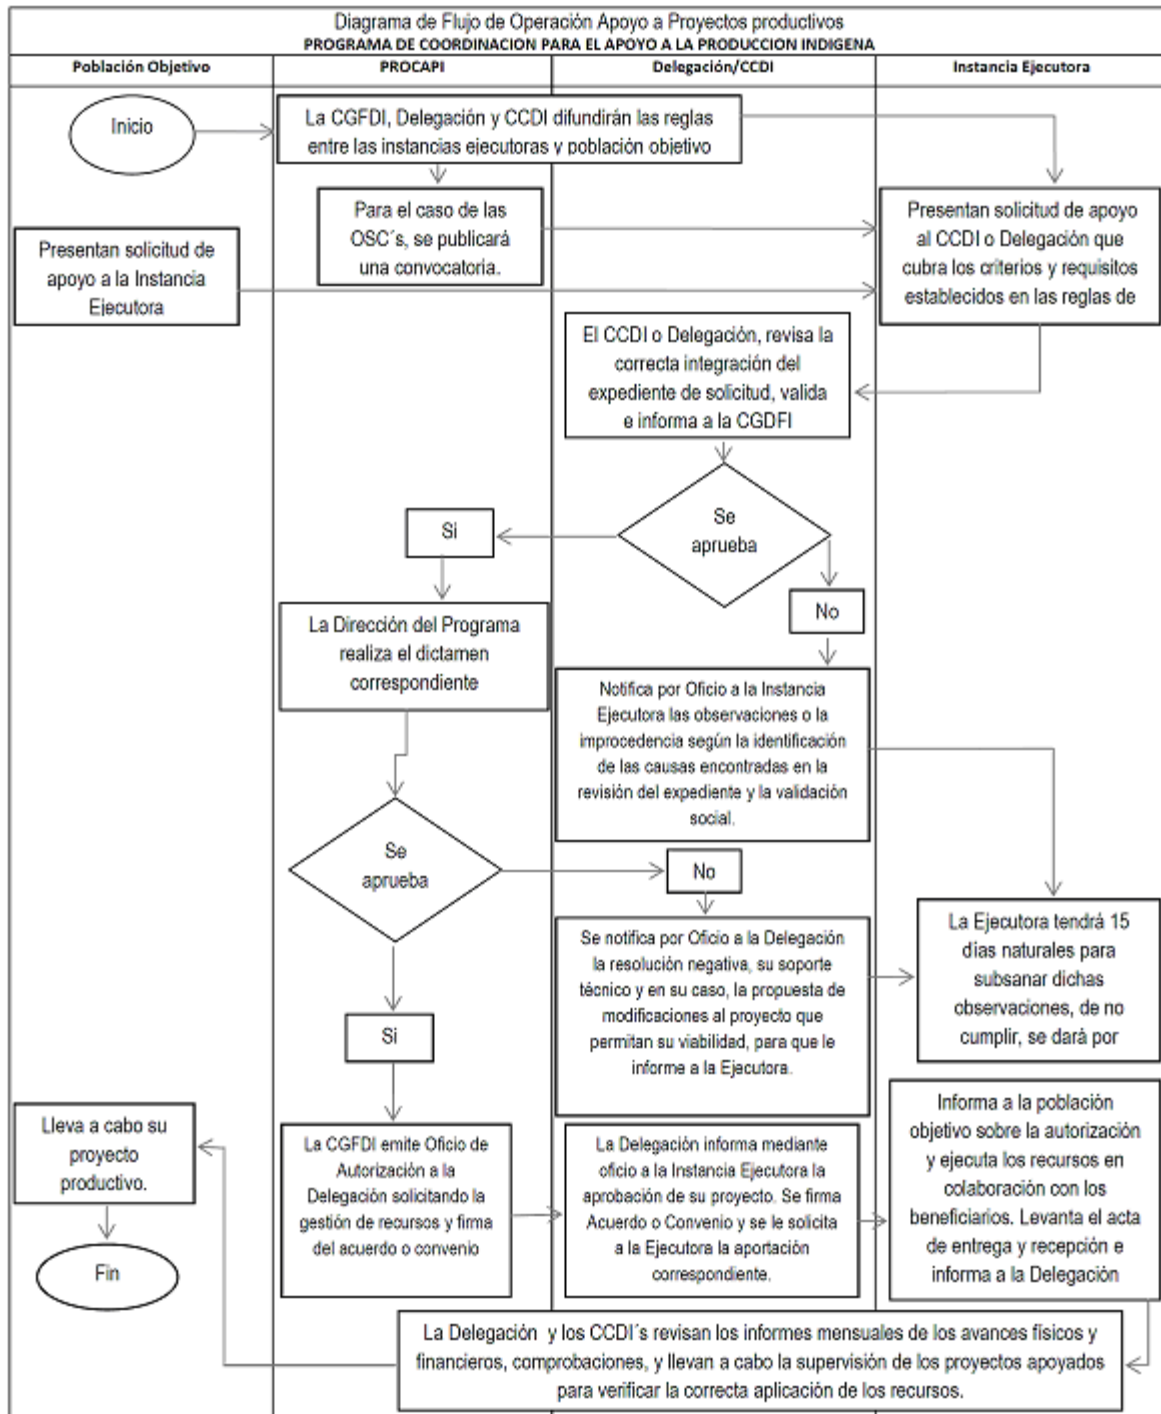 Diagrama de Flujo de Operación Apoyo a Proyectos productivos
PROGRAMA DE COORDINACION PARA EL APOYO A LA PRODUCCION INDIGENA
Población Objetivo
PROCAPI
Delegación/CCDI
Instancia Ejecutora
Inicio
La CGFDI, Delegación y CCDI difundirán las reglas
entre las instancias ejecutoras y población objetivo
Para el caso de las
OSC´s, se publicará
una convocatoria.
Presentan solicitud de
apoyo a la Instancia
Ejecutora
Presentan solicitud de apoyo
al CCDI o Delegación que
cubra los criterios y requisitos
establecidos en las reglas de
El CCDI o Delegación, revisa la
correcta integración del
expediente de solicitud, valida
e informa a la CGDFI
Se
aprueba
Si
No
La Dirección del Programa
realiza el dictamen
correspondiente
Notifica por Oficio a la Instancia
Ejecutora las observaciones o la
improcedencia según la identificación
de las causas encontradas en la
revisión del expediente y la validación
social.
Se
aprueba
No
Se notifica por Oficio a la Delegación
la resolución negativa, su soporte
técnico y en su caso, la propuesta de
modificaciones al proyecto que
permitan su viabilidad, para que le
informe a la Ejecutora.
La Ejecutora tendrá 15
días naturales para
subsanar dichas
observaciones, de no
cumplir, se dará por
Si
La CGFDI emite Oficio de
Autorización a la
Delegación solicitando la
gestión de recursos y firma
del acuerdo o convenio
La Delegación informa mediante
oficio a la Instancia Ejecutora la
aprobación de su proyecto. Se firma
Acuerdo o Convenio y se le solicita
a la Ejecutora la aportación
correspondiente.
Informa a la población
objetivo sobre la autorización
y ejecuta los recursos en
colaboración con los
beneficiarios. Levanta el acta
de entrega y recepción e
informa a la Delegación
Lleva a cabo su
proyecto
productivo.
Fin
La Delegación y los CCDI´s revisan los informes mensuales de los avances físicos y
financieros, comprobaciones, y llevan a cabo la supervisión de los proyectos apoyados
para verificar la correcta aplicación de los recursos.